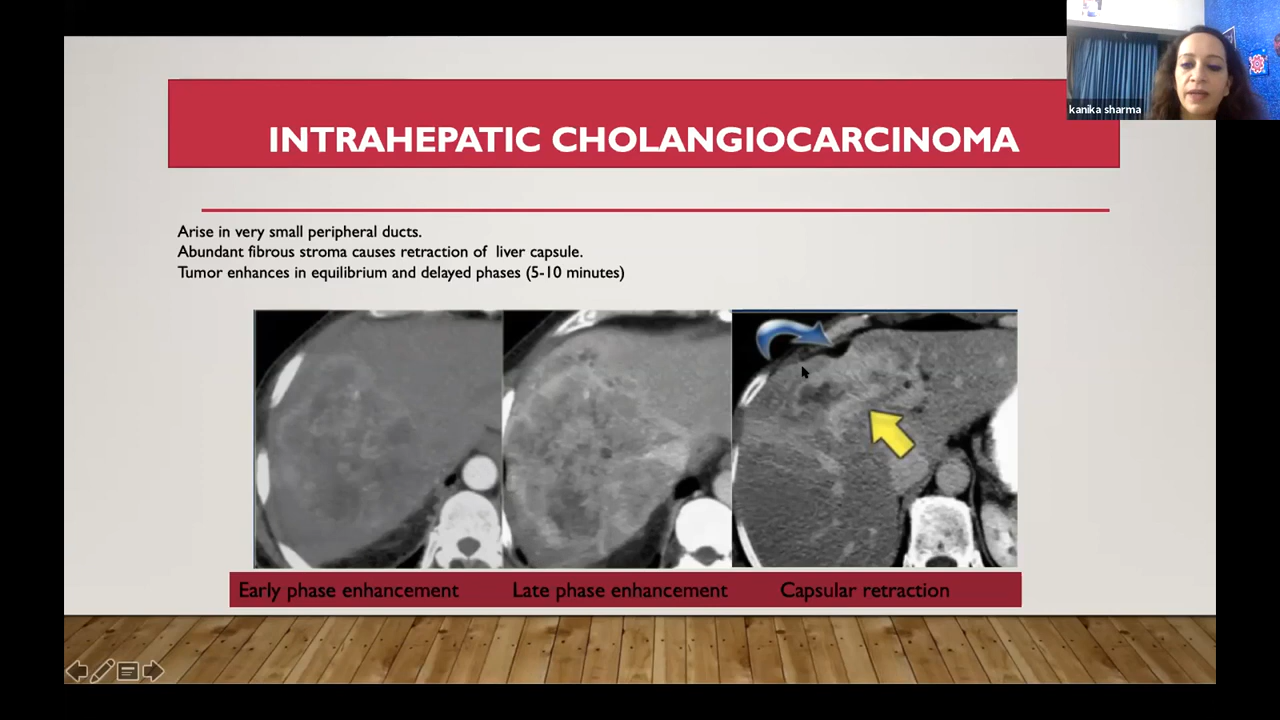 kanika sharma
INTRAHEPATIC CHOLANGIOCARCINOMA
Arise in very small peripheral ducts.
Abundant fibrous stroma causes retraction of liver capsule.
Tumor enhances in equilibrium and delayed phases (5-10 minutes)
Early phase enhancement
Late phase enhancement
Capsular retraction